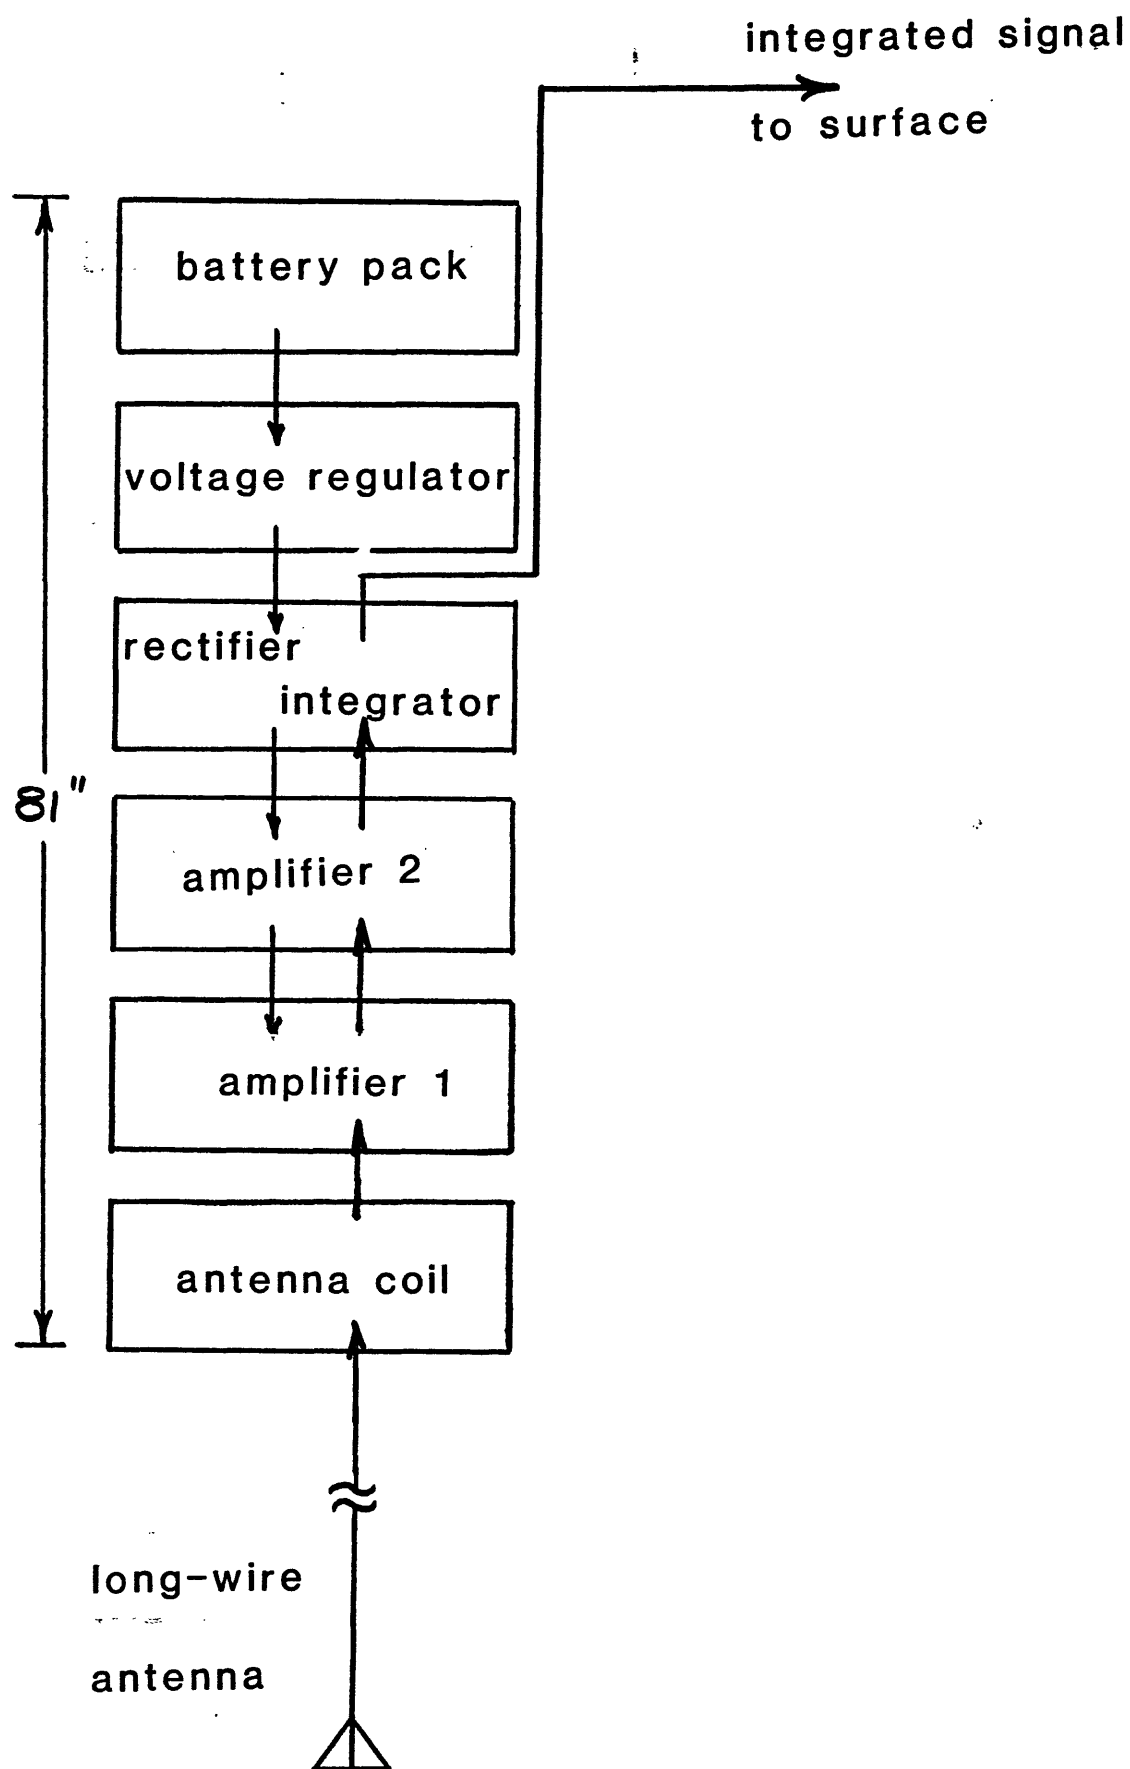 integrated signal
to surface
battery pack
voltage regulator
rectifier
integrator
81"
amplifier 2
amplifier 1
antenna coil
long-wire
antenna